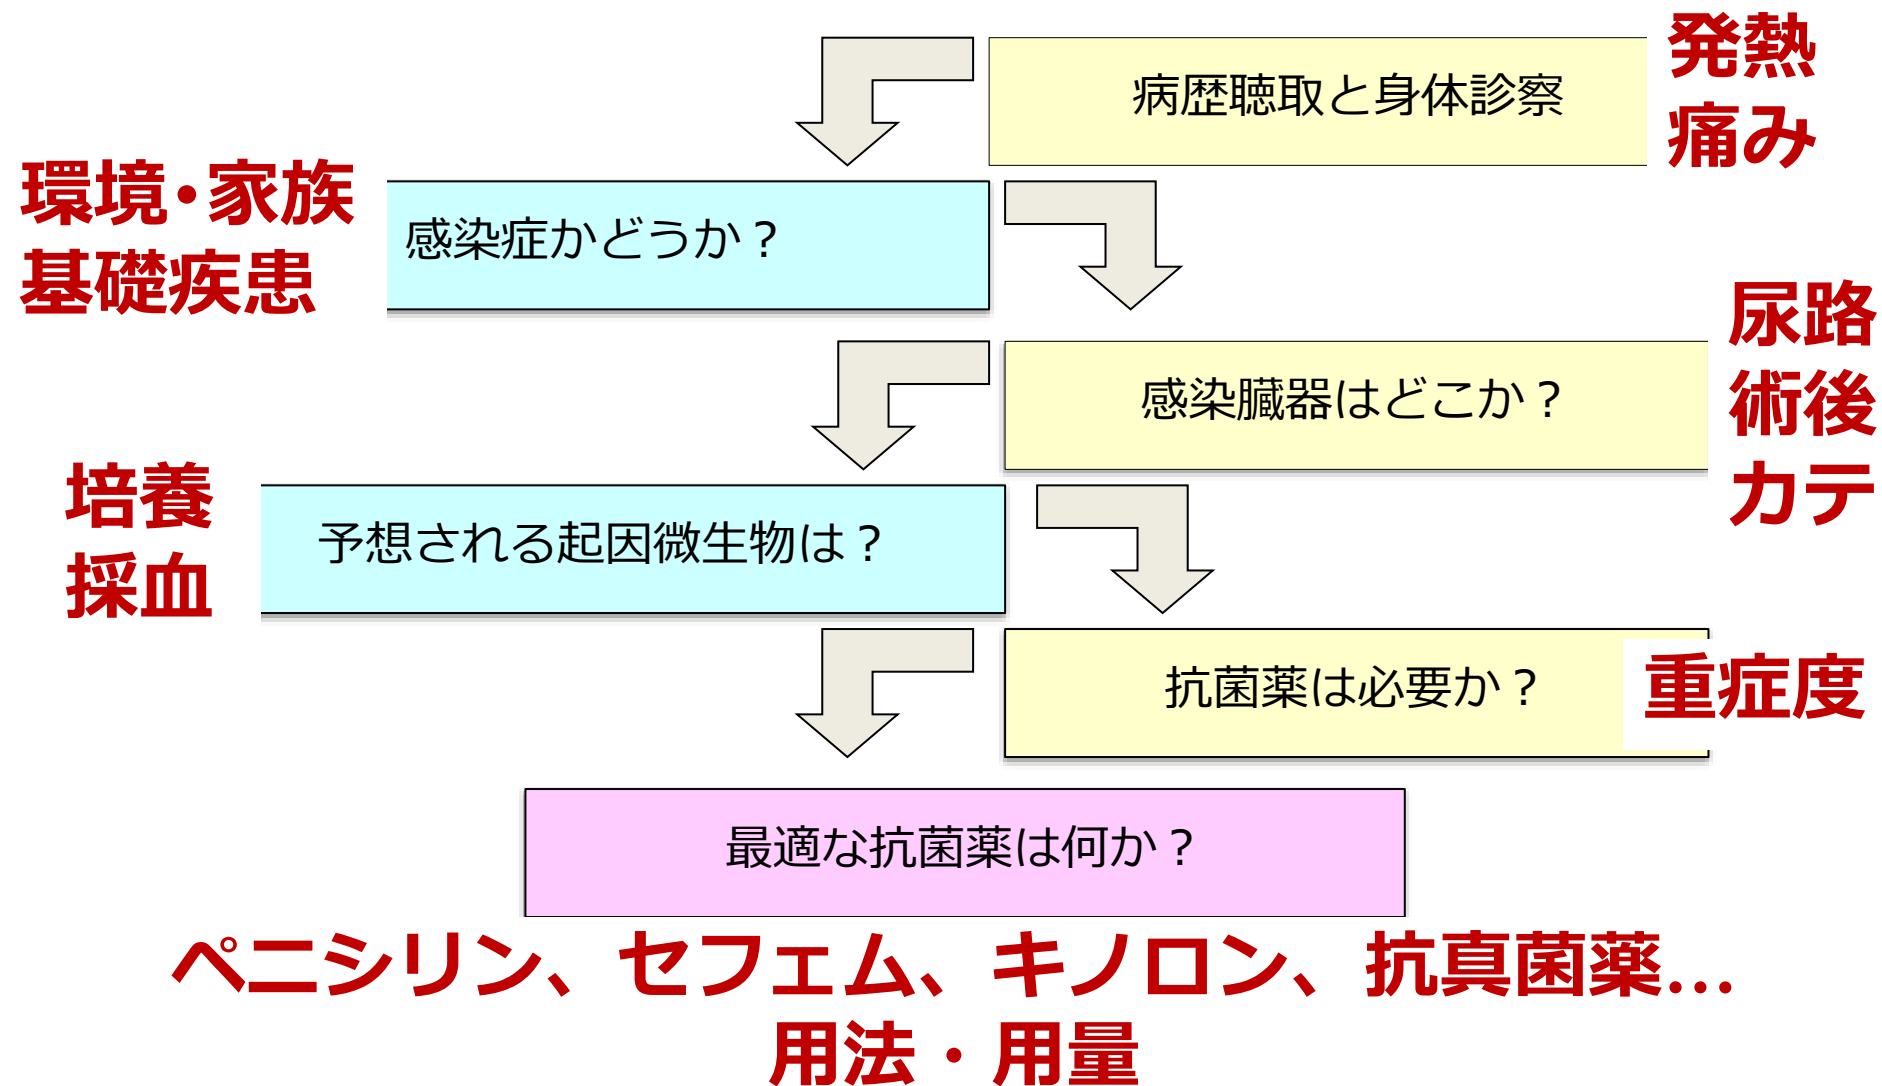 発熱
痛み
病歴聴取と身体診察
環境・家族
基礎疾患
感染症かどうか？
尿路
術後
カテ
感染臓器はどこか？
培養
採血
予想される起因微生物は？
抗菌薬は必要か？
重症度
最適な抗菌薬は何か？
ペニシリン、セフェム、キノロン、抗真菌薬…
用法・用量